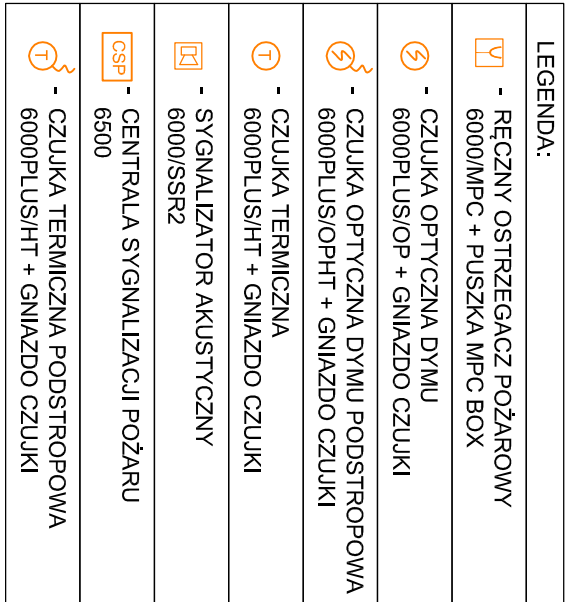 LEGENDA:
- RĘCZNY OSTRZEGACZ POŻAROWY
6000/MPC + PUSZKA MPC BOX
- CZUJKA OPTYCZNA DYMU
6000PLUS/OP + GNIAZDO CZUJKI
- CZUJKA OPTYCZNA DYMU PODSTROPOWA
6000PLUS/OPHT + GNIAZDO CZUJKI
T - CZUJKA TERMICZNA
6000PLUS/HT + GNIAZDO CZUJKI
- SYGNALIZATOR AKUSTYCZNY
6000/SSR2
CSP - CENTRALA SYGNALIZACJI POŻARU
6500
T - CZUJKA TERMICZNA PODSTROPOWA
6000PLUS/HT + GNIAZDO CZUJKI